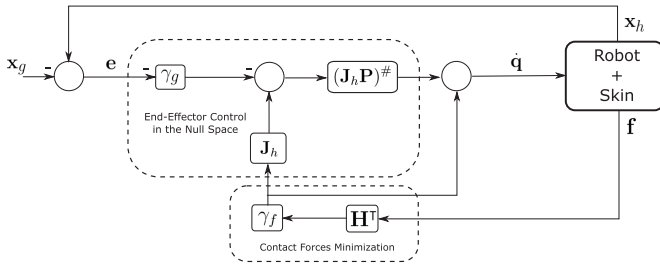 x_h
x_g
-
-
e
-
γ_g
-
(J_h P)^#
q̇
Robot
+
Skin
End-Effector Control
in the Null Space
J_h
f
γ_f
H^T
Contact Forces Minimization